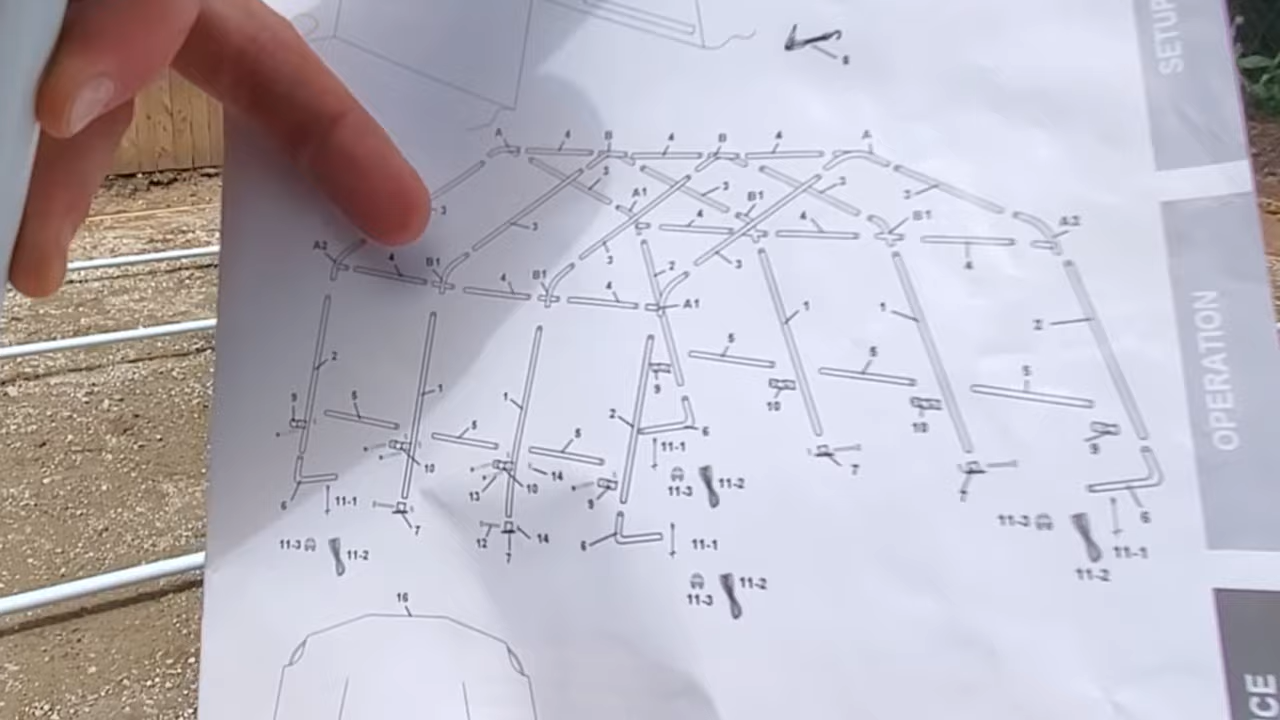 SETUP
8
A 4 B 4 B 4 A
3 3 3 3 3
A1 B1
3 4 4 B1 A2
A2 4 B1 3 3 4
4 B1 4 A1
2
2 1 1 1 1 2
OPERATION
5 5 5
9 5 9 10 10 9
5 5 2 6
10 13 10 14 9 11-1 7 7
6 11-1 7 11-3 11-2 6
12 7 14 6 11-1 11-3 11-1
11-3 11-2 11-2
11-3 11-2
16
CE